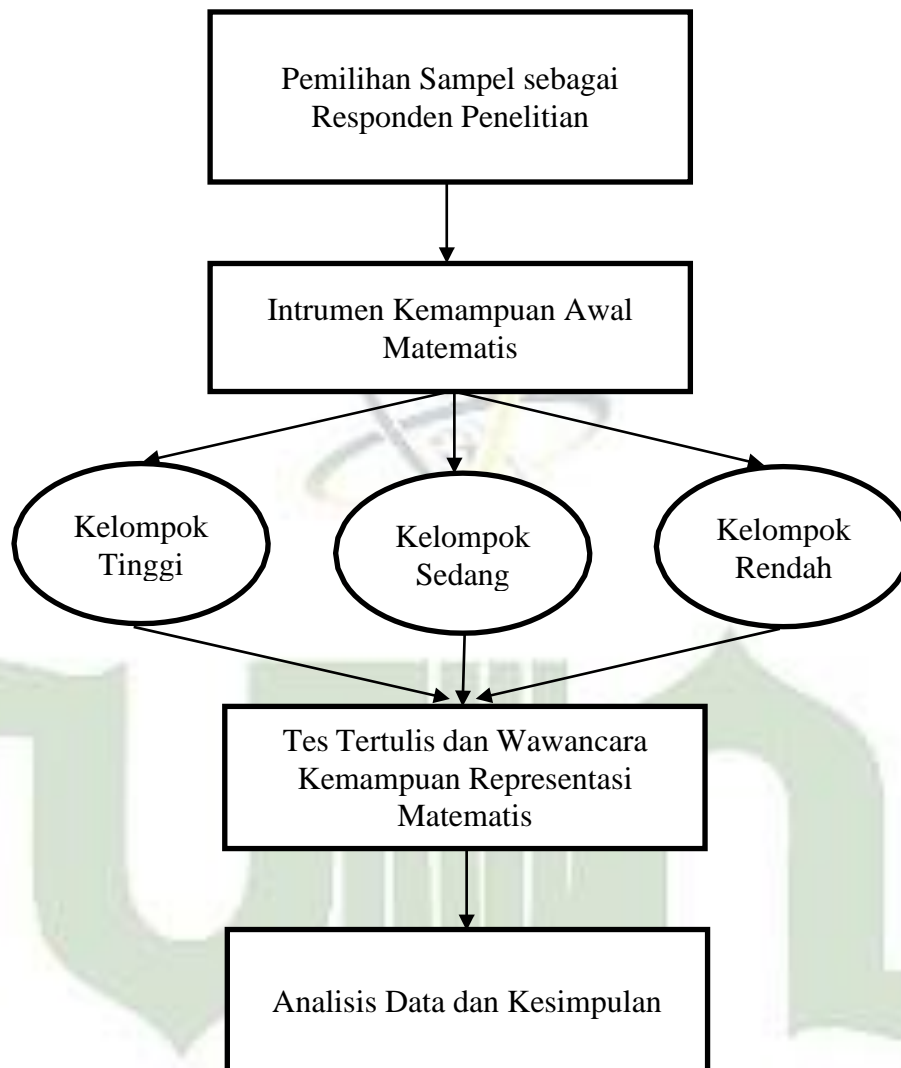 Pemilihan Sampel sebagai
Responden Penelitian
Intrumen Kemampuan Awal
Matematis
Kelompok
Tinggi
Kelompok
Sedang
Kelompok
Rendah
Tes Tertulis dan Wawancara
Kemampuan Representasi
Matematis
Analisis Data dan Kesimpulan